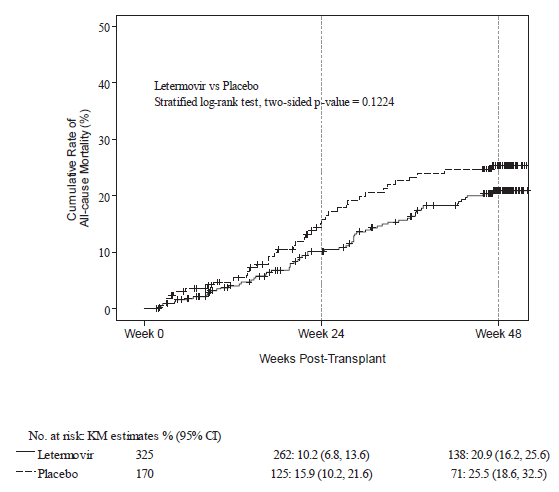 50
40
30
20
10
0
Cumulative Rate of
All-cause Mortality (%)
Letermovir vs Placebo
Stratified log-rank test, two-sided p-value = 0.1224
Week 0 Week 24 Week 48
Weeks Post-Transplant
No. at risk: KM estimates % (95% CI)
Letermovir 325 262: 10.2 (6.8, 13.6) 138: 20.9 (16.2, 25.6)
Placebo 170 125: 15.9 (10.2, 21.6) 71: 25.5 (18.6, 32.5)